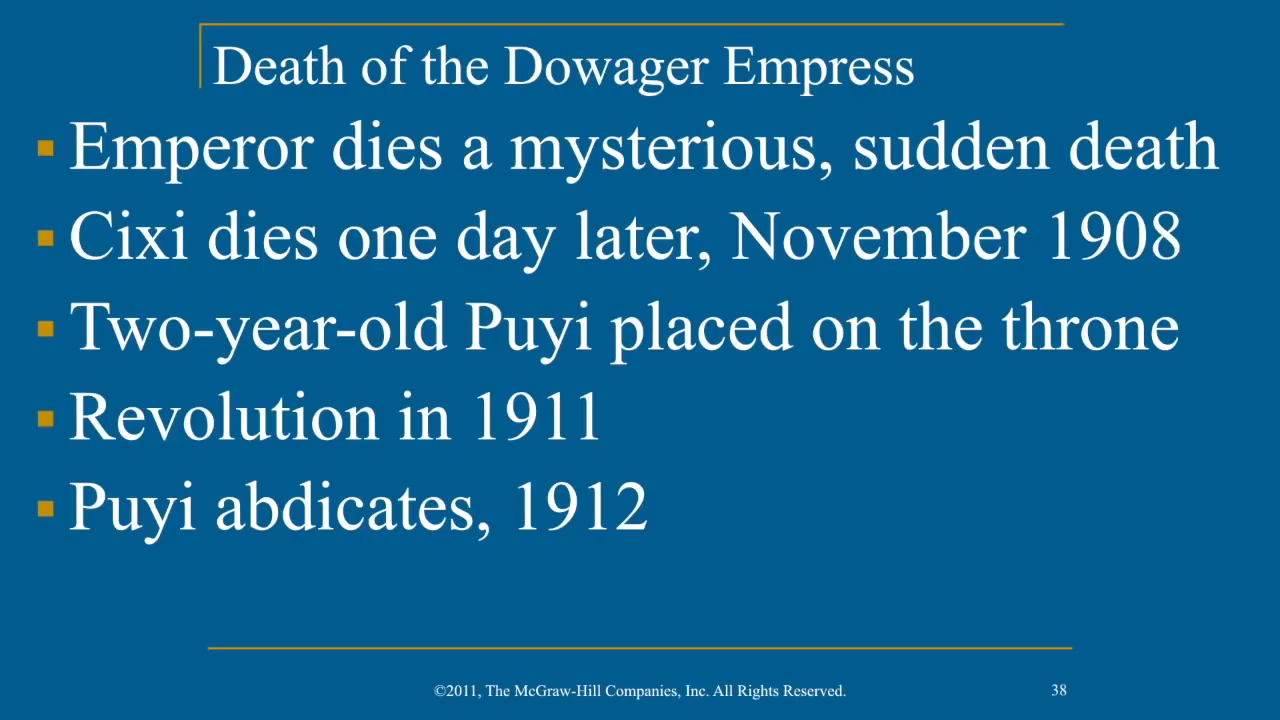 Death of the Dowager Empress
▪ Emperor dies a mysterious, sudden death
▪ Cixi dies one day later, November 1908
▪ Two-year-old Puyi placed on the throne
▪ Revolution in 1911
▪ Puyi abdicates, 1912
©2011, The McGraw-Hill Companies, Inc. All Rights Reserved.
38